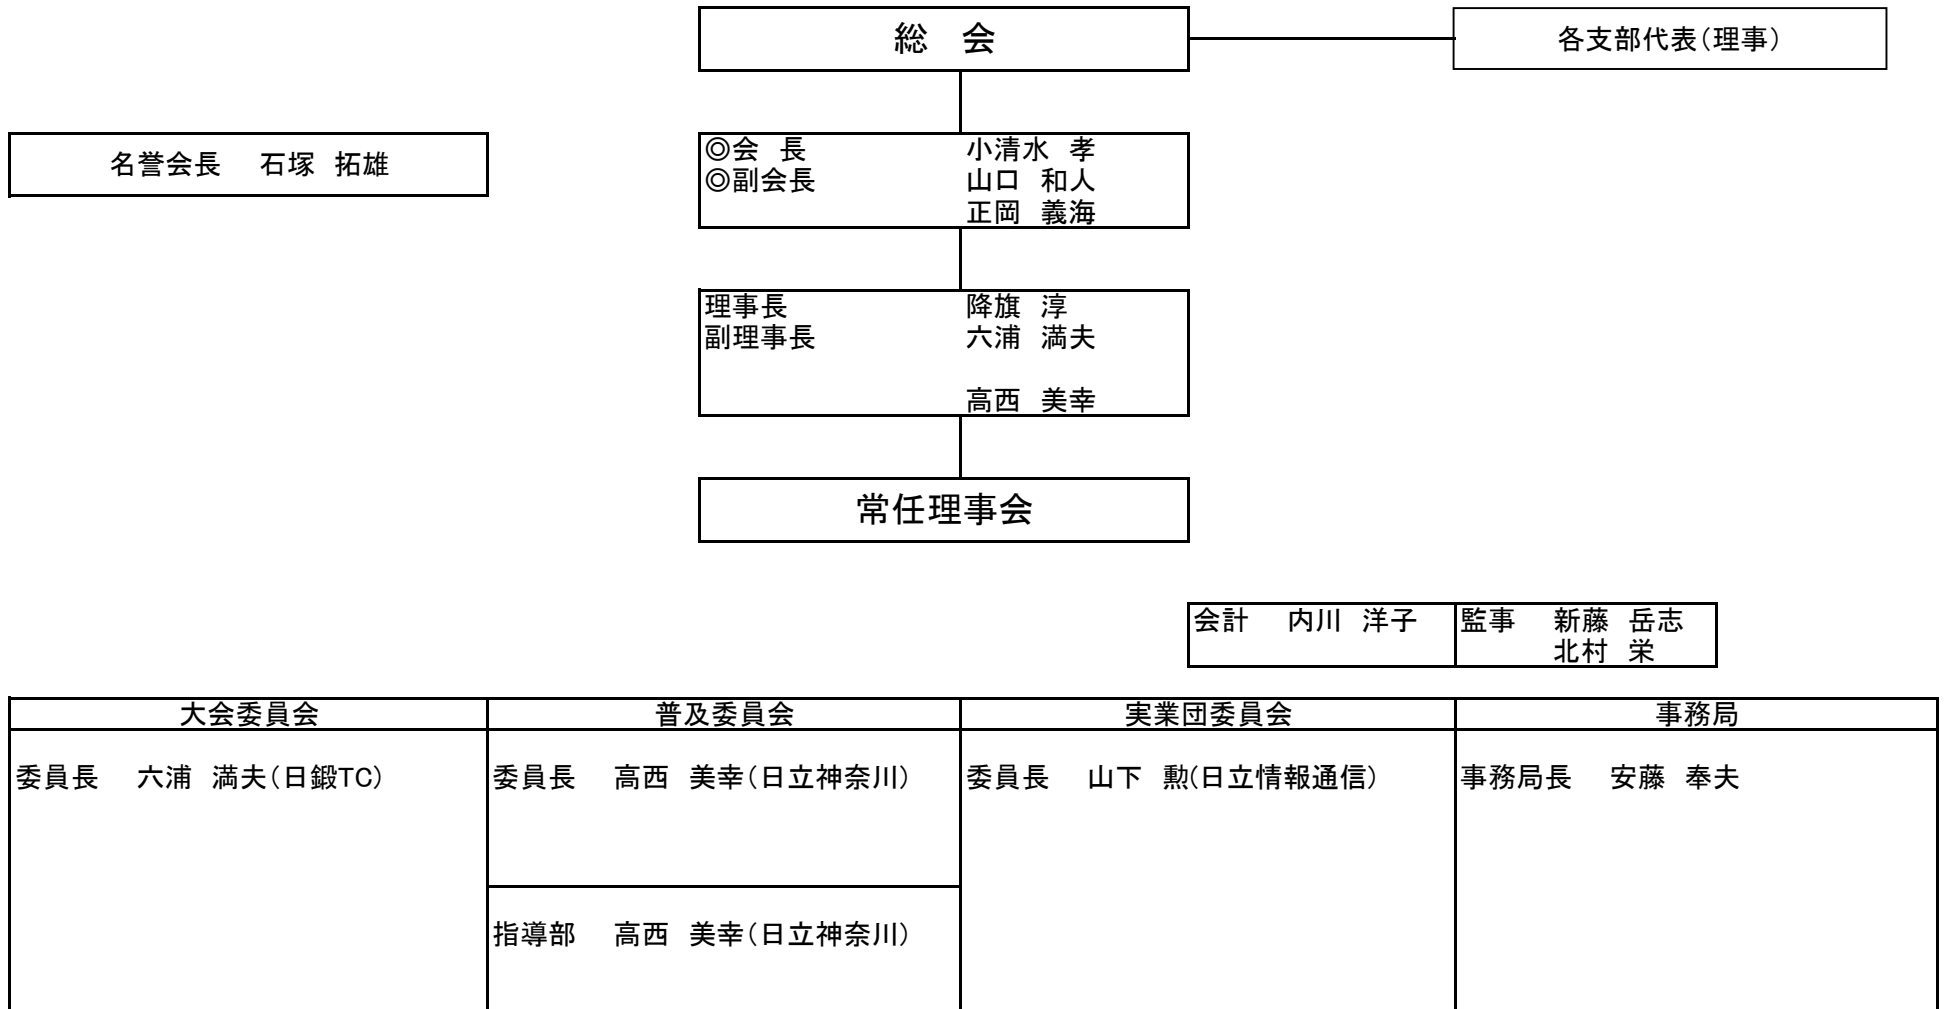 総　会
各支部代表（理事）
名誉会長　石塚　拓雄
◎会　長　小清水　孝
◎副会長　山口　和人
正岡　義海
理事長　降旗　淳
副理事長　六浦　満夫
高西　美幸
常任理事会
会計　内川　洋子
監事　新藤　岳志
北村　栄
大会委員会
委員長　六浦　満夫（日鍛TC）
普及委員会
委員長　高西　美幸（日立神奈川）
指導部　高西　美幸（日立神奈川）
実業団委員会
委員長　山下　勲(日立情報通信）
事務局
事務局長　安藤　奉夫